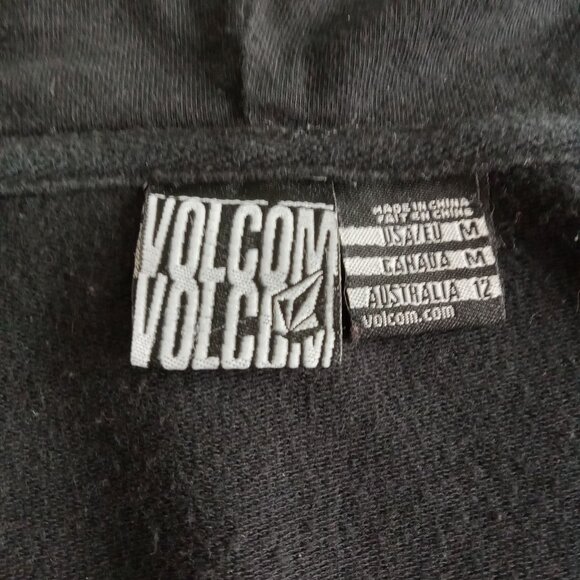 VOLCOM
VOLCOM
MADE IN CHINA
FAIT EN CHINE
USA/EU M
CANADA M
AUSTRALIA 12
volcom.com